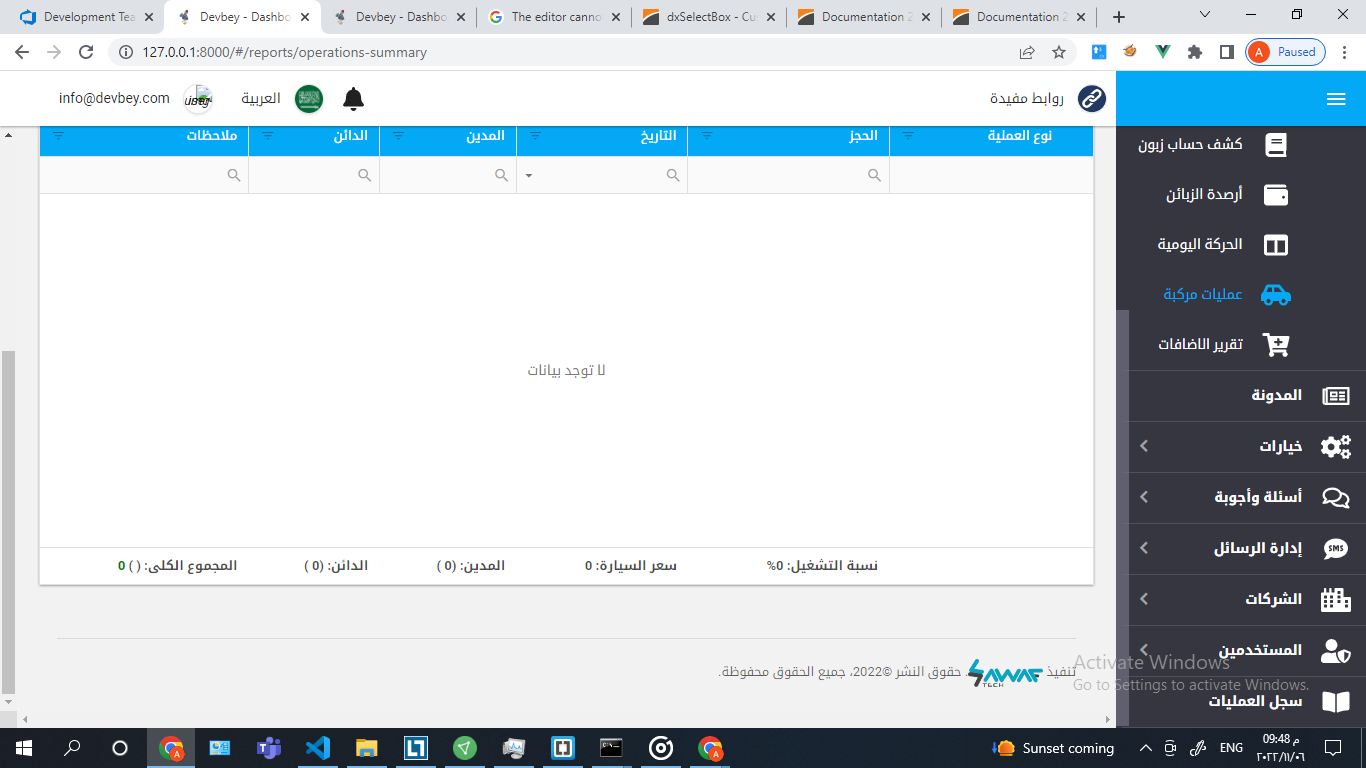 Development Tea
Devbey - Dashbo
Devbey - Dashbo
The editor canno
dxSelectBox - Cu
Documentation 2
Documentation 2
127.0.0.1:8000/#/reports/operations-summary
A
Paused
روابط مفيدة
العربية
info@devbey.com
نوع العملية
الحجز
التاريخ
المدين
الدائن
ملاحظات
لا توجد بيانات
نسبة التشغيل: 0%
سعر السيارة: 0
المدين: (0 )
الدائن: (0 )
المجموع الكلى: ( ) 0
تنفيذ SAWAF TECH. حقوق النشر ©2022، جميع الحقوق محفوظة.
كشف حساب زبون
أرصدة الزبائن
الحركة اليومية
عمليات مركبة
تقرير الاضافات
المدونة
خيارات
أسئلة وأجوبة
إدارة الرسائل
SMS
الشركات
المستخدمين
سجل العمليات
Activate Windows
Go to Settings to activate Windows.
Sunset coming
ENG
09:48 م
٢٠٢٢/١١/٠٦